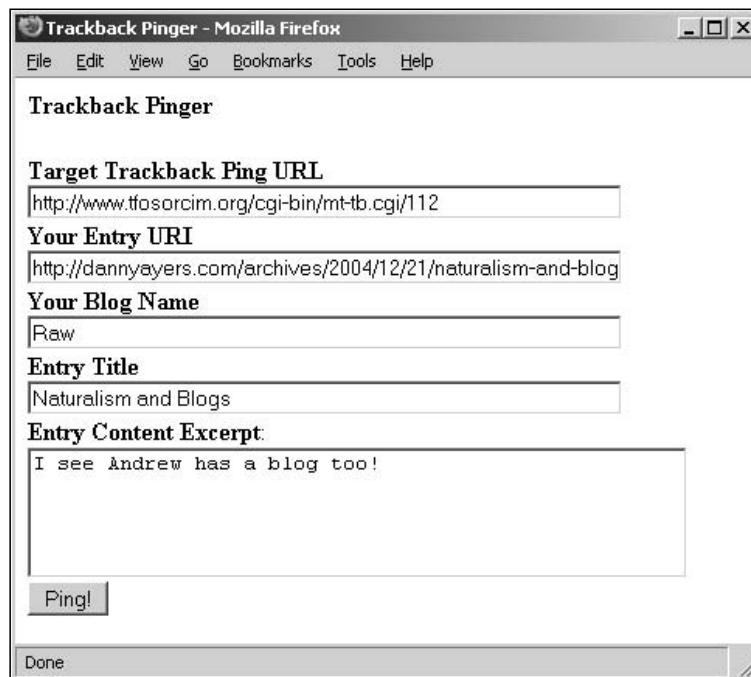 Trackback Pinger - Mozilla Firefox
File Edit View Go Bookmarks Tools Help
Trackback Pinger
Target Trackback Ping URL
http://www.tfosorcim.org/cgi-bin/mt-tb.cgi/112
Your Entry URI
http://dannyayers.com/archives/2004/12/21/naturalism-and-blog
Your Blog Name
Raw
Entry Title
Naturalism and Blogs
Entry Content Excerpt:
I see Andrew has a blog too!
Ping!
Done